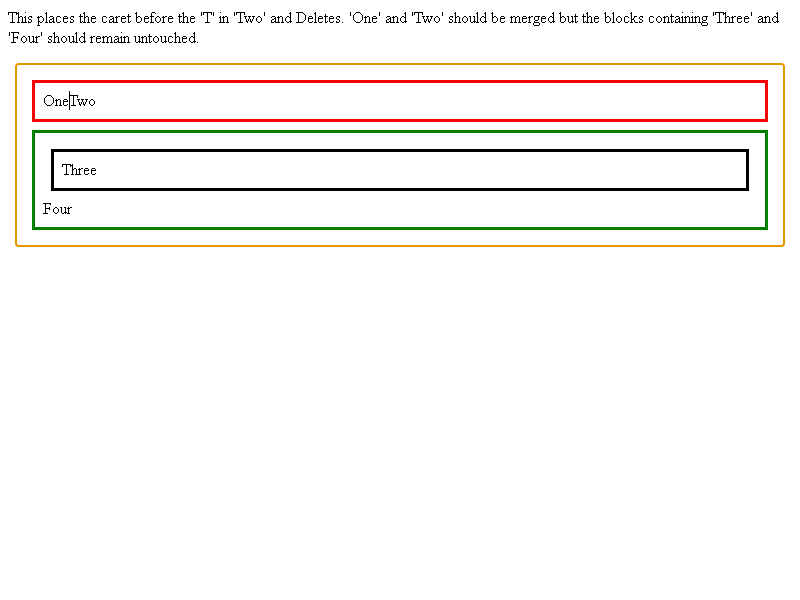 This places the caret before the 'T' in 'Two' and Deletes. 'One' and 'Two' should be merged but the blocks containing 'Three' and
'Four' should remain untouched.
OneTwo
Three
Four